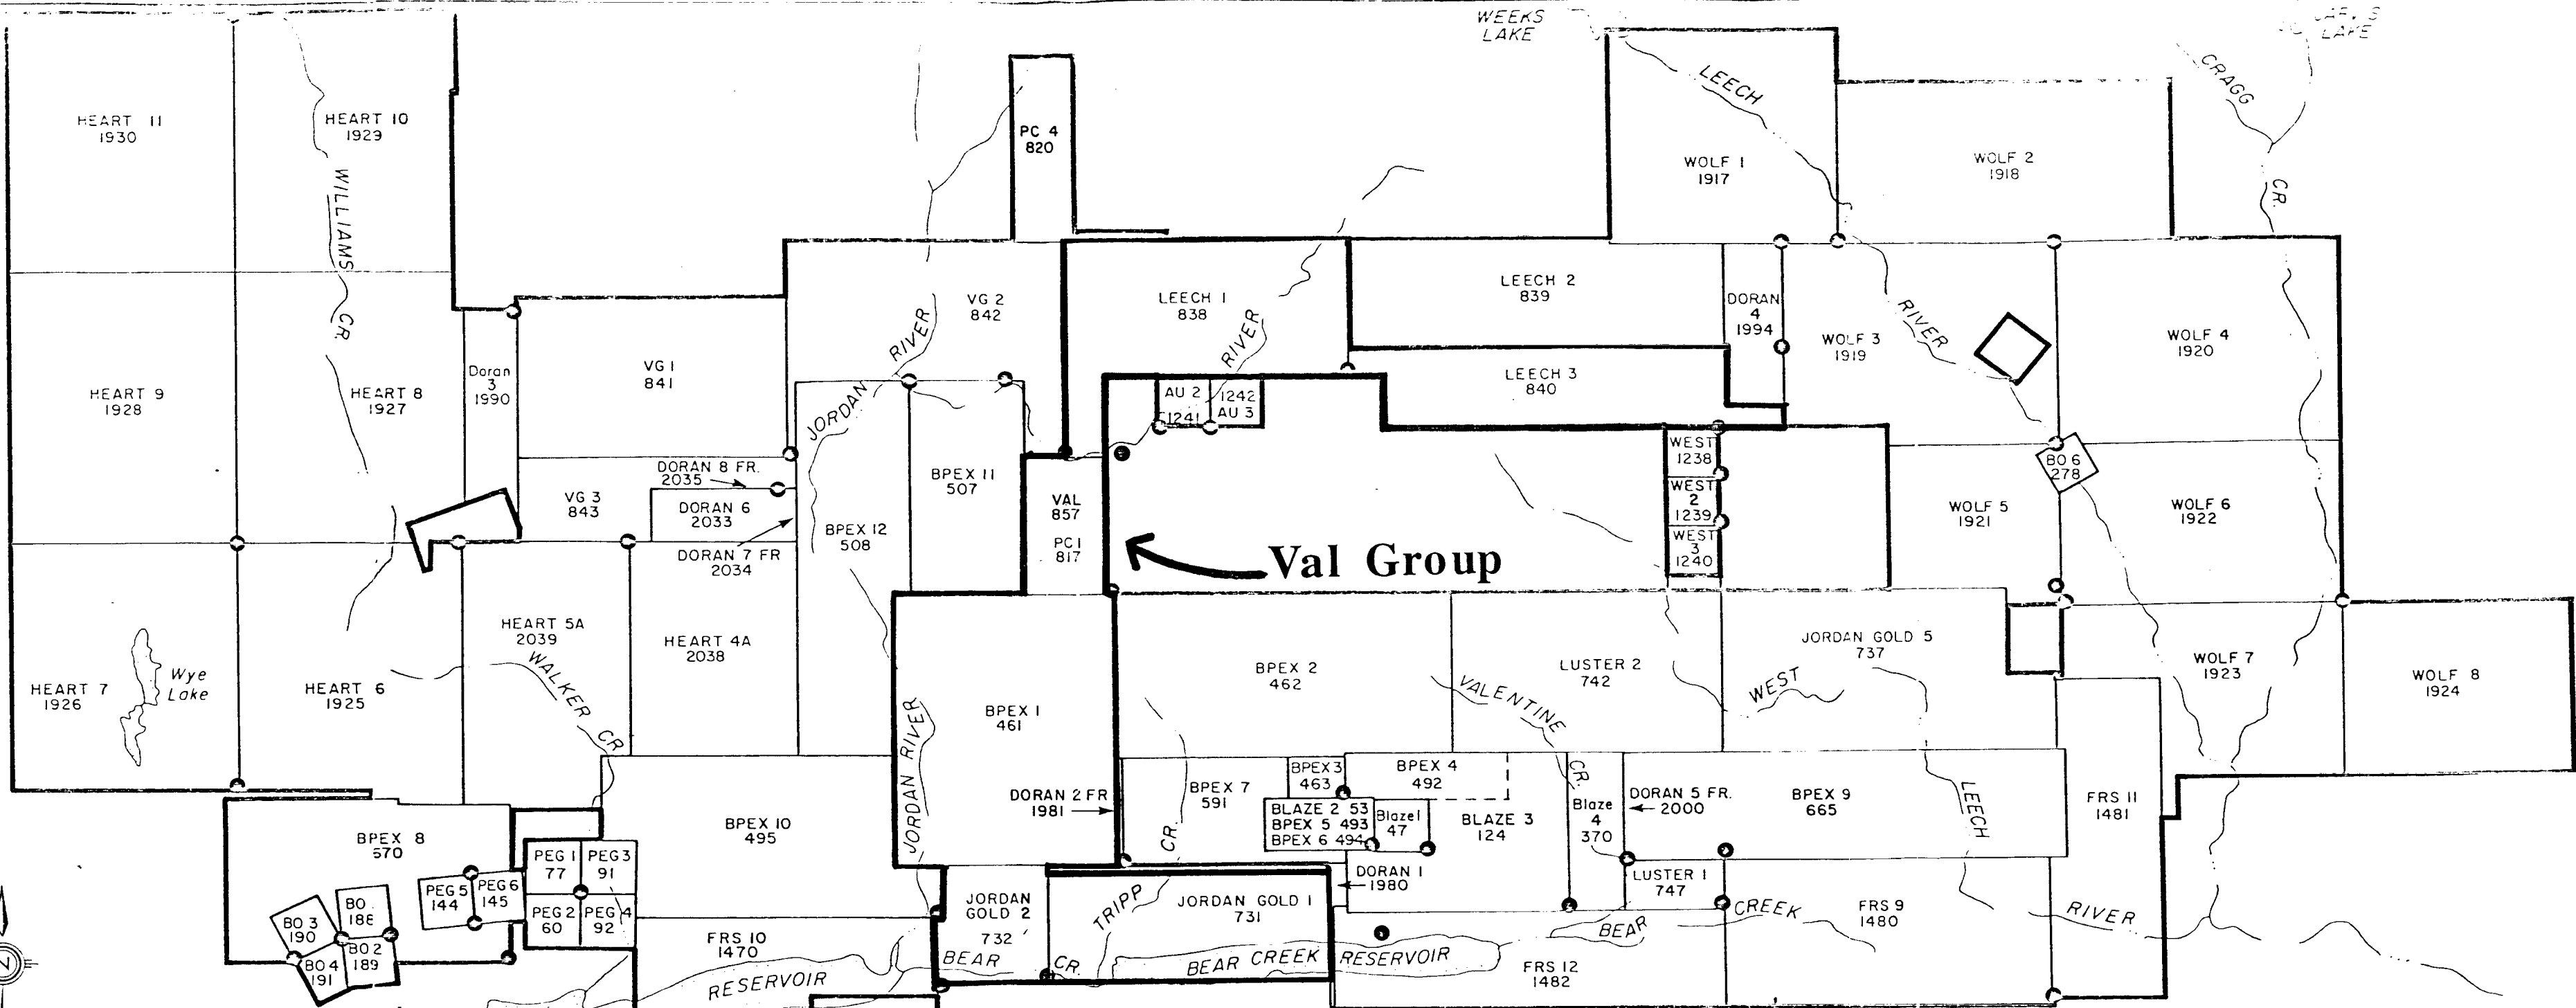 WEEKS
LAKE
LAKE
CRAGG
CR.
LEECH
RIVER
HEART 11
1930
HEART 10
1929
WILLIAMS
CR.
PC 4
820
WOLF 1
1917
WOLF 2
1918
VG 2
842
LEECH 1
838
LEECH 2
839
DORAN
4
1994
WOLF 3
1919
WOLF 4
1920
JORDAN
RIVER
RIVER
HEART 9
1928
HEART 8
1927
Doran
3
1990
VG 1
841
AU 2
1241
1242
AU 3
LEECH 3
840
DORAN 8 FR.
2035
VG 3
843
DORAN 6
2033
DORAN 7 FR
2034
BPEX 12
508
BPEX 11
507
VAL
857
PC 1
817
Val Group
WEST
1238
WEST
2
1239
WEST
3
1240
WOLF 5
1921
BO 6
278
WOLF 6
1922
HEART 7
1926
Wye
Lake
HEART 6
1925
HEART 5A
2039
WALKER
CR.
HEART 4A
2038
JORDAN RIVER
BPEX 1
461
BPEX 2
462
VALENTINE
CR.
LUSTER 2
742
WEST
LEECH
RIVER
JORDAN GOLD 5
737
WOLF 7
1923
WOLF 8
1924
DORAN 2 FR
1981
BPEX 7
591
BPEX 3
463
BPEX 4
492
BLAZE 2 53
BPEX 5 493
BPEX 6 494
Blaze 1
47
BLAZE 3
124
Blaze
4
370
DORAN 5 FR.
2000
BPEX 9
665
FRS 11
1481
BPEX 8
570
BPEX 10
495
PEG 1
77
PEG 3
91
PEG 2
60
PEG 4
92
PEG 5
144
PEG 6
145
BO 3
190
BO
188
BO 4
191
BO 2
189
FRS 10
1470
RESERVOIR
JORDAN
GOLD 2
732
BEAR
CR.
TRIPP
CR.
JORDAN GOLD 1
731
BEAR CREEK RESERVOIR
DORAN 1
1980
LUSTER 1
747
BEAR
CREEK
FRS 9
1480
FRS 12
1482
N